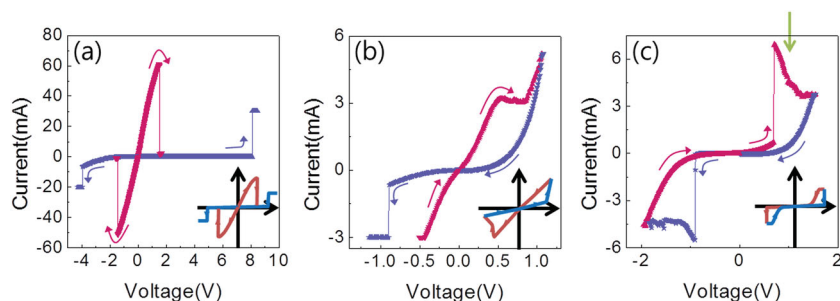 (a)
Current(mA)
80
60
40
20
0
-20
-40
-60
-4 -2 0 2 4 6 8 10
Voltage(V)
(b)
Current(mA)
6
3
0
-3
-1.0 -0.5 0.0 0.5 1.0
Voltage(V)
(c)
Current(mA)
6
3
0
-3
-6
-2 0 2
Voltage(V)